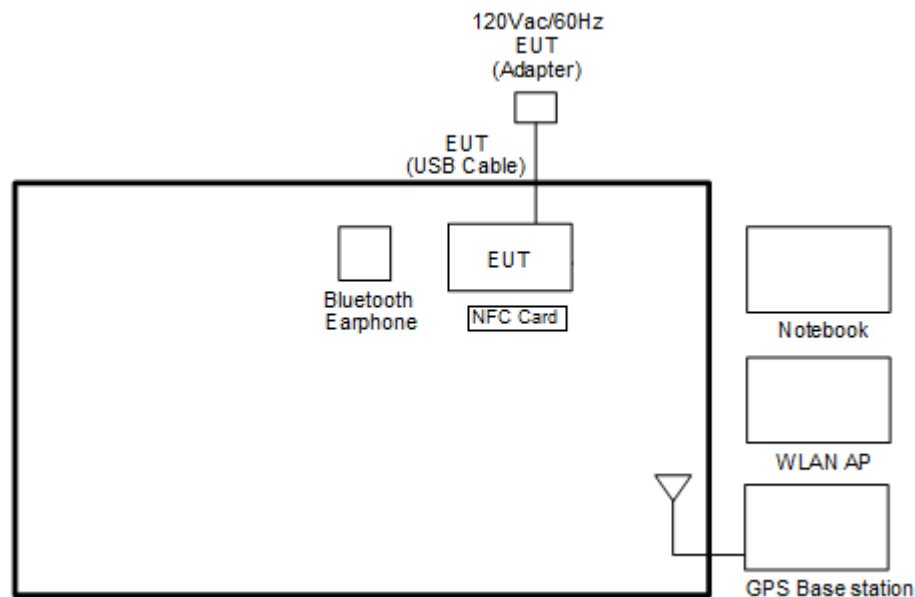 120Vac/60Hz
EUT
(Adapter)
EUT
(USB Cable)
EUT
Bluetooth
Earphone
NFC Card
Notebook
WLAN AP
GPS Base station